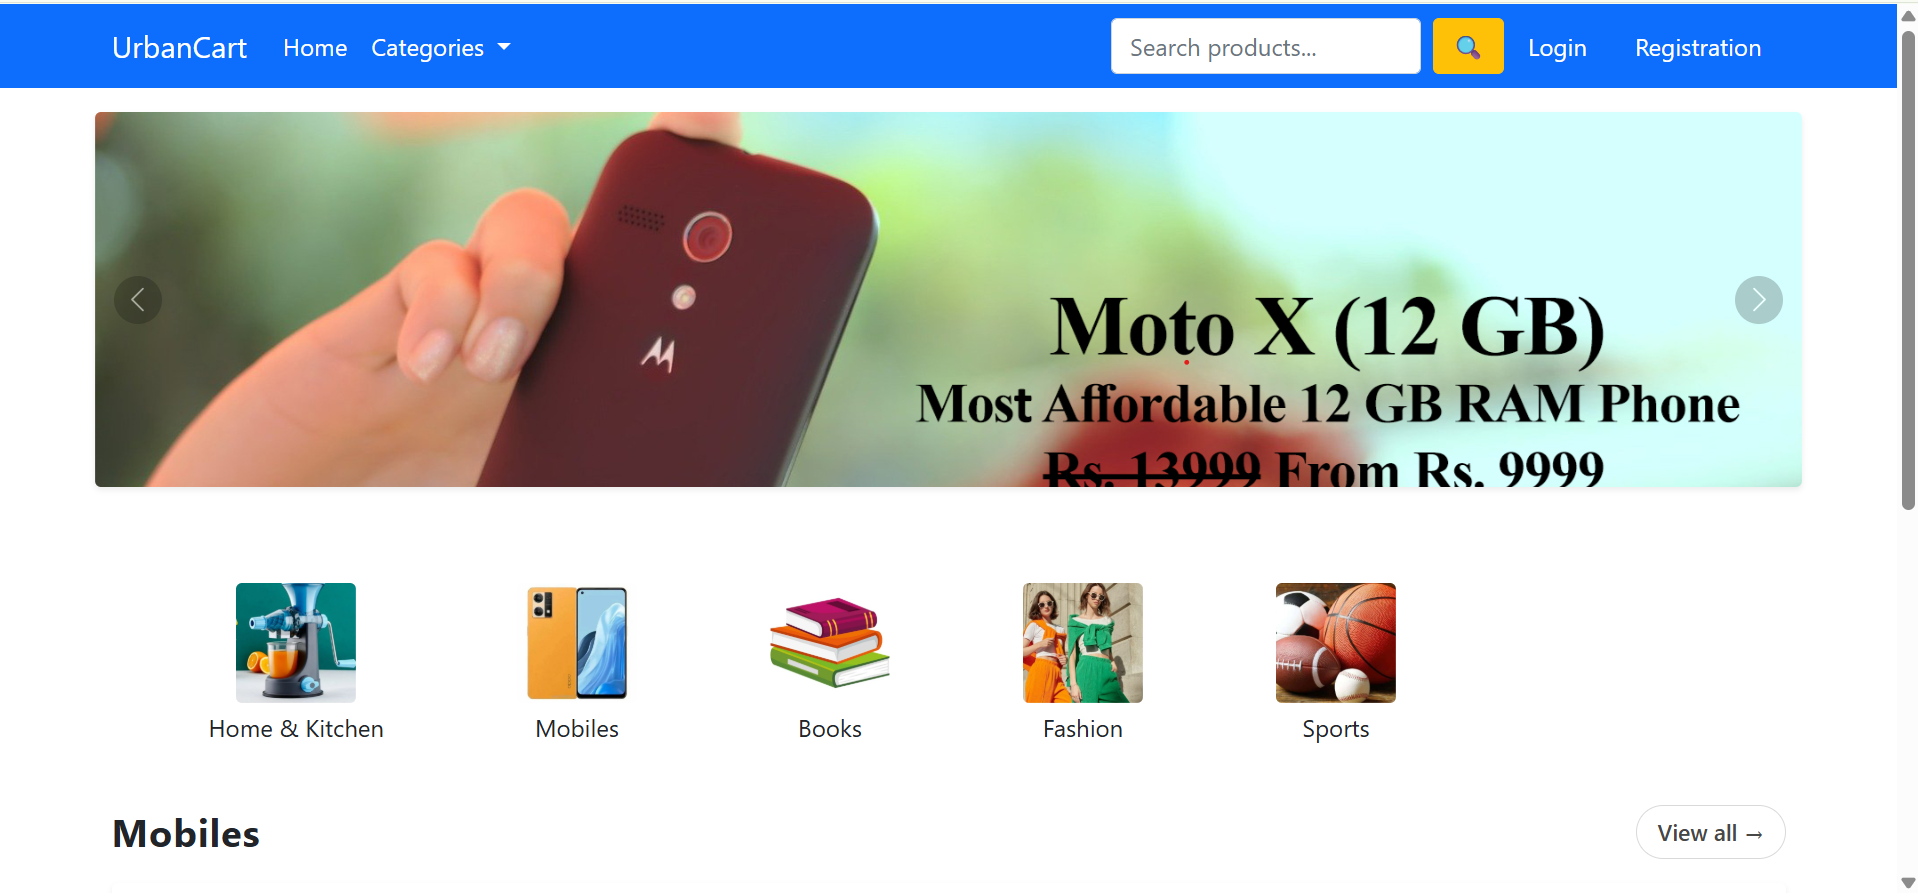 UrbanCart Home Categories Search products... Login Registration
Moto X (12 GB)
Most Affordable 12 GB RAM Phone
Rs. 13999 From Rs. 9999
Home & Kitchen Mobiles Books Fashion Sports
Mobiles View all →